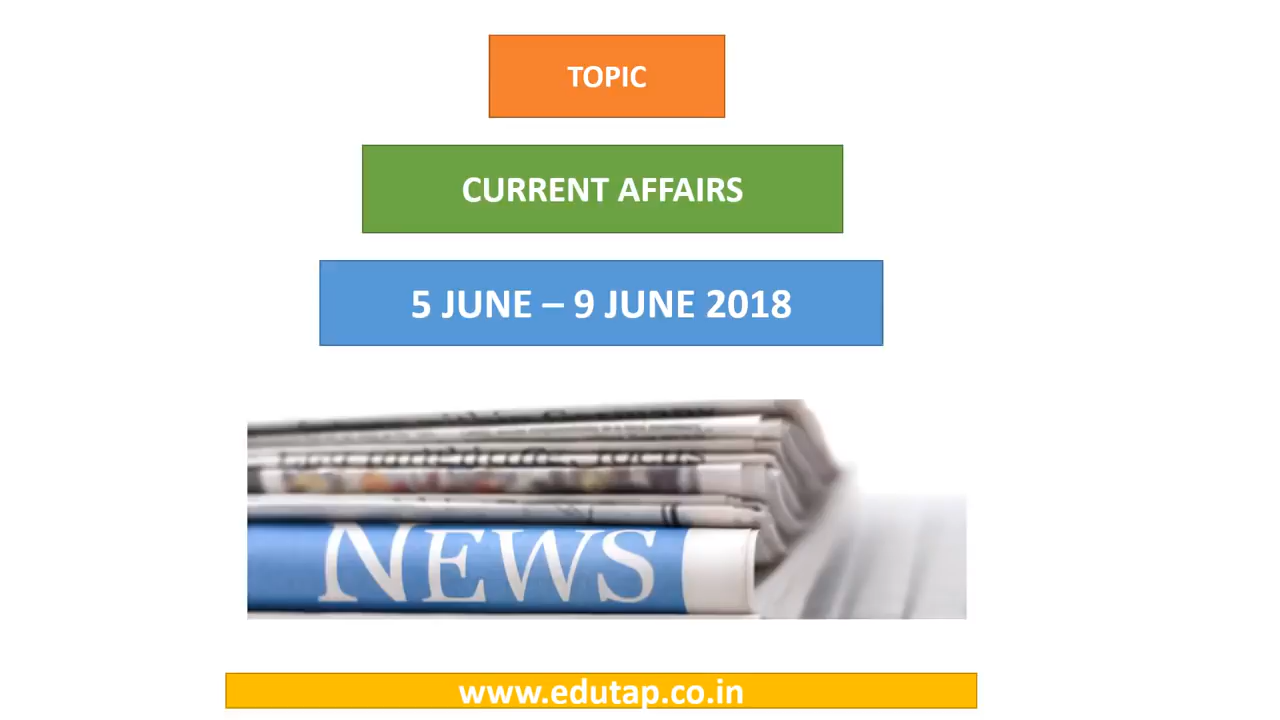 TOPIC
CURRENT AFFAIRS
5 JUNE – 9 JUNE 2018
NEWS
www.edutap.co.in